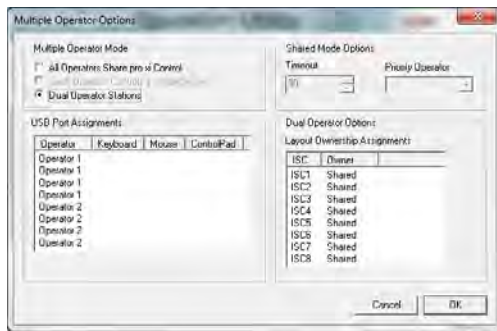 Multiple Operator Options
Multiple Operator Mode
All Operators Share pro xi Control
Dual Operator Stations
Shared Mode Options
Timeout
Priority Operator
USB Port Assignments
Operator Keyboard Mouse ControlPad
Operator 1
Operator 1
Operator 1
Operator 1
Operator 2
Operator 2
Operator 2
Operator 2
Dual Operator Options
Layout Ownership Assignments
ISC Owner
ISC1 Shared
ISC2 Shared
ISC3 Shared
ISC4 Shared
ISC5 Shared
ISC6 Shared
ISC7 Shared
ISC8 Shared
Cancel OK